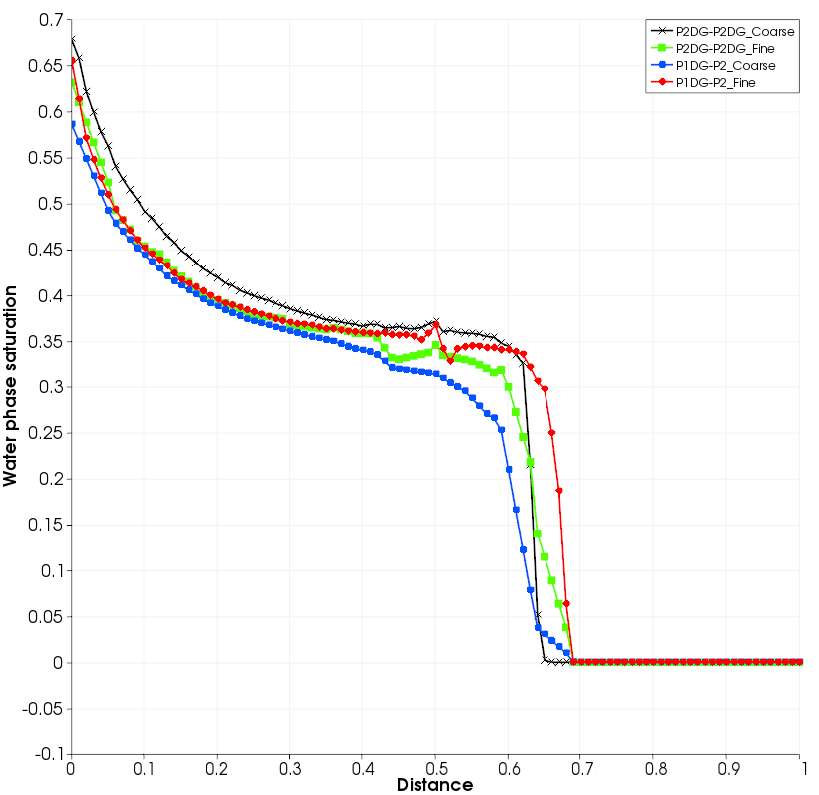 0.7
0.65
0.6
0.55
0.5
0.45
0.4
0.35
0.3
0.25
0.2
0.15
0.1
0.05
0
-0.05
-0.1
Water phase saturation
P2DG-P2DG_Coarse
P2DG-P2DG_Fine
P1DG-P2_Coarse
P1DG-P2_Fine
0 0.1 0.2 0.3 0.4 0.5 0.6 0.7 0.8 0.9 1
Distance